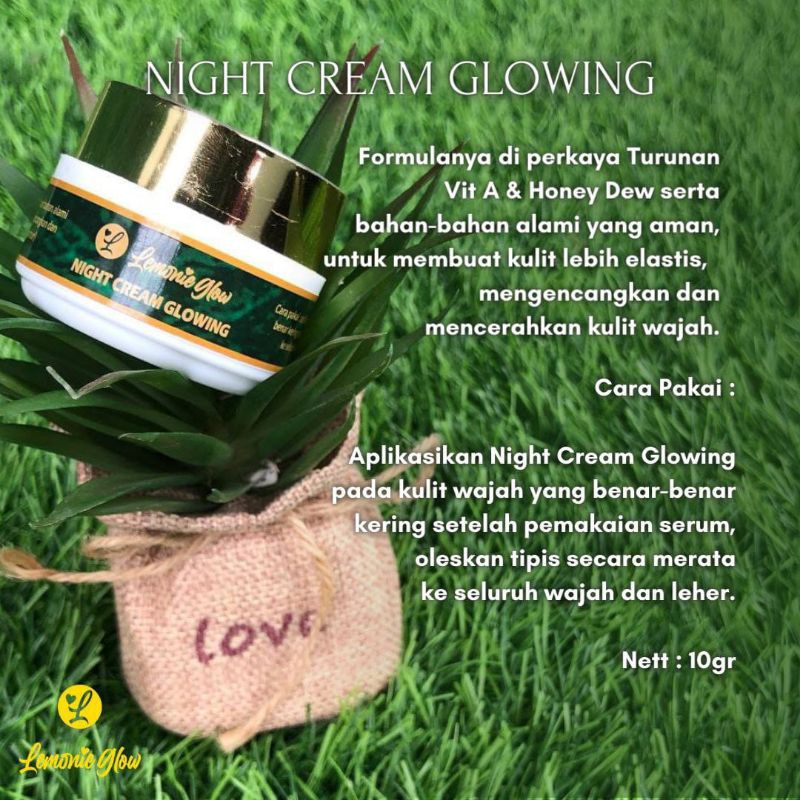 NIGHT CREAM GLOWING
Formulanya di perkaya Turunan
Vit A & Honey Dew serta
bahan-bahan alami yang aman,
untuk membuat kulit lebih elastis,
mengencangkan dan
mencerahkan kulit wajah.
Cara Pakai :
Aplikasikan Night Cream Glowing
pada kulit wajah yang benar-benar
kering setelah pemakaian serum,
oleskan tipis secara merata
ke seluruh wajah dan leher.
Nett : 10gr
Lemonie Glow
NIGHT CREAM GLOWING
Cara pakai
love
L
Lemonie Glow